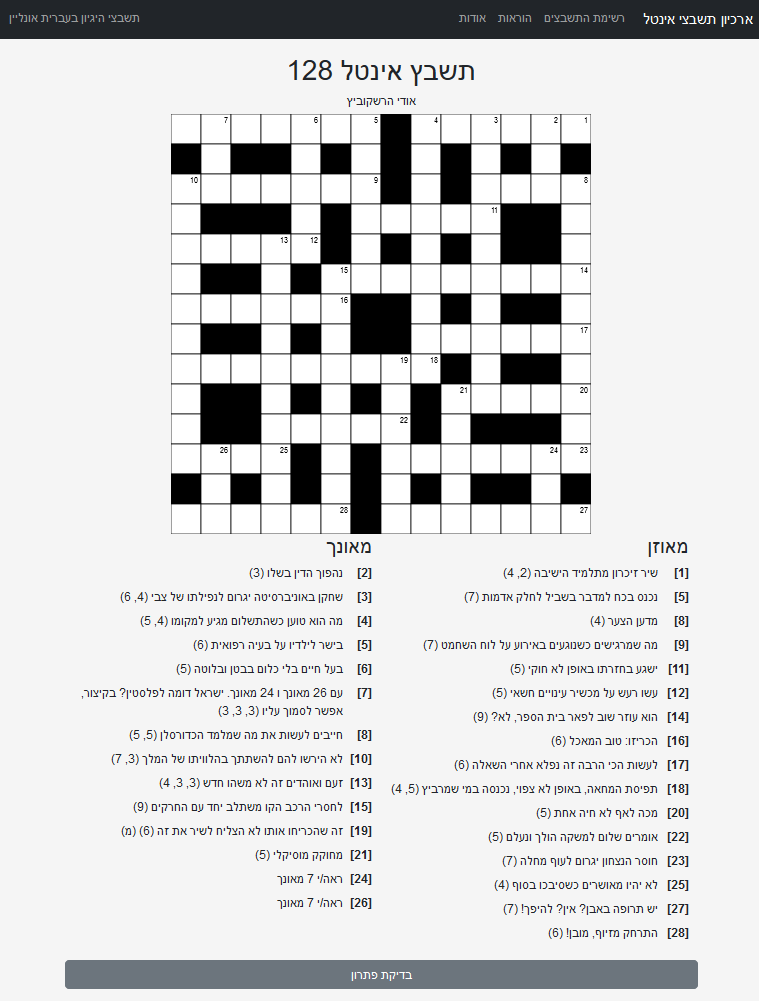 ארכיון תשבצי אינטל רשימת התשבצים הוראות אודות תשבצי היגיון בעברית אונליין
תשבץ אינטל 128
אודי הרשקוביץ
1 2 3 4 5 6 7
8 9 10
11
12 13
14 15
16
17
18 19
20 21
22
23 24 25 26
27 28
מאוזן
[1] שיר זיכרון מתלמיד הישיבה (2, 4)
[5] נכנס בכח למדבר בשביל לחלק אדמות (7)
[8] מדען הצער (4)
[9] מה שמרגישים כשנוגעים באירוע על לוח השחמט (7)
[11] ישגע בחזרתו באופן לא חוקי (5)
[12] עשו רעש על מכשיר עינויים חשאי (5)
[14] הוא עוזר שוב לפאר בית הספר, לא? (9)
[16] הכריזו: טוב המאכל (6)
[17] לעשות הכי הרבה זה נפלא אחרי השאלה (6)
[18] תפיסת המחאה, באופן לא צפוי, נכנסה במי שמרביץ (5, 4)
[20] מכה לאף לא חיה אחת (5)
[22] אומרים שלום למשקה הולך ונעלם (5)
[23] חוסר הנצחון יגרום לעוף מחלה (7)
[25] לא יהיו מאושרים כשסיבכו בסוף (4)
[27] יש תרופה באבן? אין? להיפך! (7)
[28] התרחק מזיוף, מובן! (6)
מאונך
[2] נהפוך הדין בשלו (3)
[3] שחקן באוניברסיטה יגרום לנפילתו של צבי (4, 6)
[4] מה הוא טוען כשהתשלום מגיע למקומו (4, 5)
[5] בישר לילדיו על בעיה רפואית (6)
[6] בעל חיים בלי כלום בבטן ובלוטה (5)
[7] עם 26 מאונך ו 24 מאונך. ישראל דומה לפלסטין? בקיצור,
אפשר לסמוך עליו (3, 3, 3)
[8] חייבים לעשות את מה שמלמד הכדורסלן (5, 5)
[10] לא הירשו להם להשתתך בהלוויתו של המלך (3, 7)
[13] זעם ואוהדים זה לא משהו חדש (3, 3, 4)
[15] לחסרי הרכב הקו משתלב יחד עם החרקים (9)
[19] זה שהכריחו אותו לא הצליח לשיר את זה (6) (מ)
[21] מחוקק מוסיקלי (5)
[24] ראה/י 7 מאונך
[26] ראה/י 7 מאונך
בדיקת פתרון